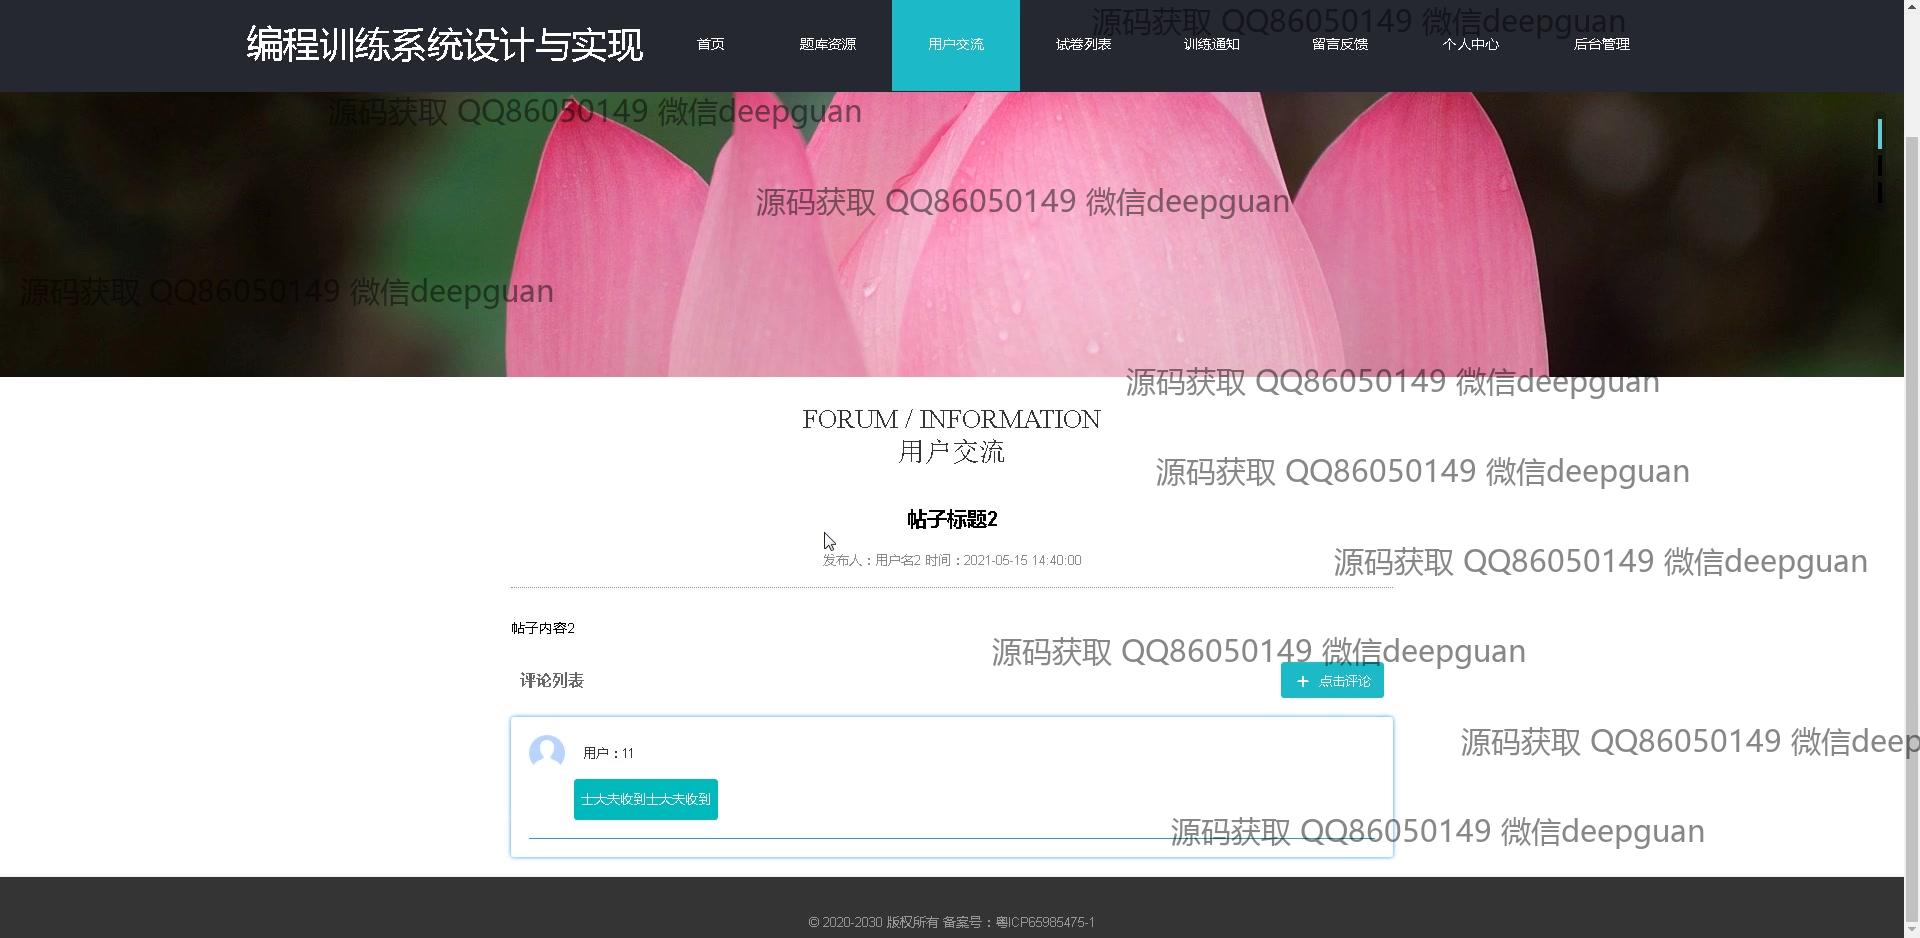 编程训练系统设计与实现 首页 题库资源 用户交流 试卷列表 训练通知 留言反馈 个人中心 后台管理
源码获取 QQ86050149 微信deepguan
源码获取 QQ86050149 微信deepguan
源码获取 QQ86050149 微信deepguan
源码获取 QQ86050149 微信deepguan
源码获取 QQ86050149 微信deepguan
FORUM / INFORMATION
用户交流
源码获取 QQ86050149 微信deepguan
帖子标题2
发布人：用户名2 时间：2021-05-15 14:40:00
源码获取 QQ86050149 微信deepguan
帖子内容2
源码获取 QQ86050149 微信deepguan
评论列表
点击评论
源码获取 QQ86050149 微信deep
用户：11
士大夫收到士大夫收到
源码获取 QQ86050149 微信deepguan
© 2020-2030 版权所有 备案号：粤ICP65985475-1